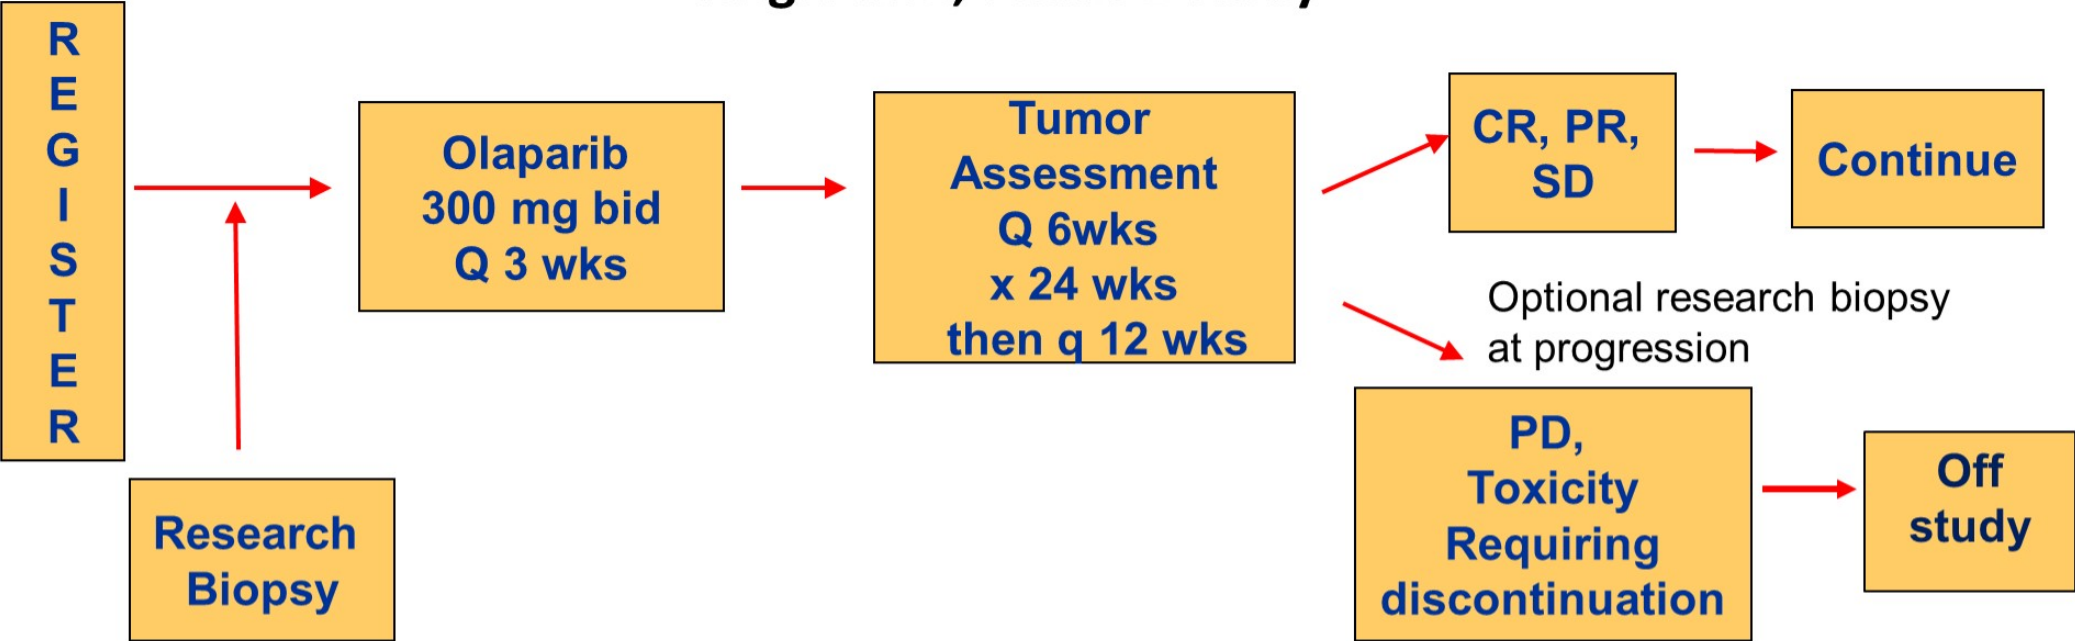 R
E
G
I
S
T
E
R
Research
Biopsy
Olaparib
300 mg bid
Q 3 wks
Tumor
Assessment
Q 6wks
x 24 wks
then q 12 wks
CR, PR,
SD
Continue
Optional research biopsy
at progression
PD,
Toxicity
Requiring
discontinuation
Off
study